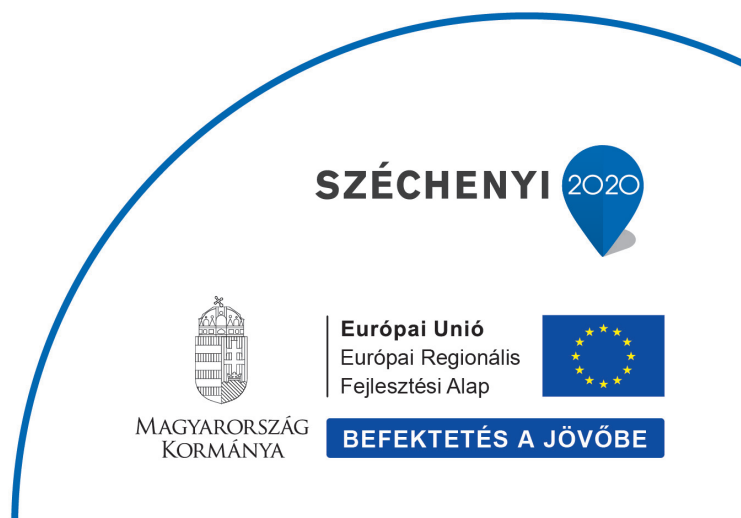 SZÉCHENYI 2020
Európai Unió
Európai Regionális
Fejlesztési Alap
MAGYARORSZÁG
KORMÁNYA
BEFEKTETÉS A JÖVŐBE